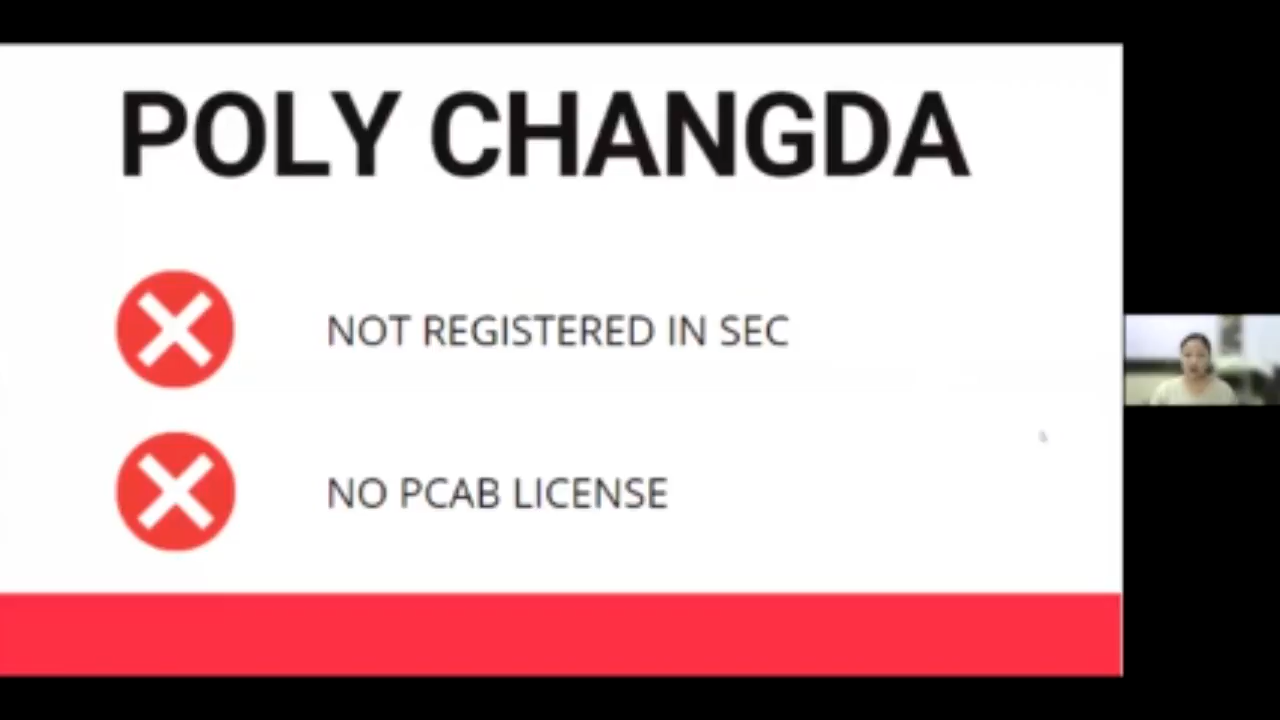 POLY CHANGDA
NOT REGISTERED IN SEC
NO PCAB LICENSE